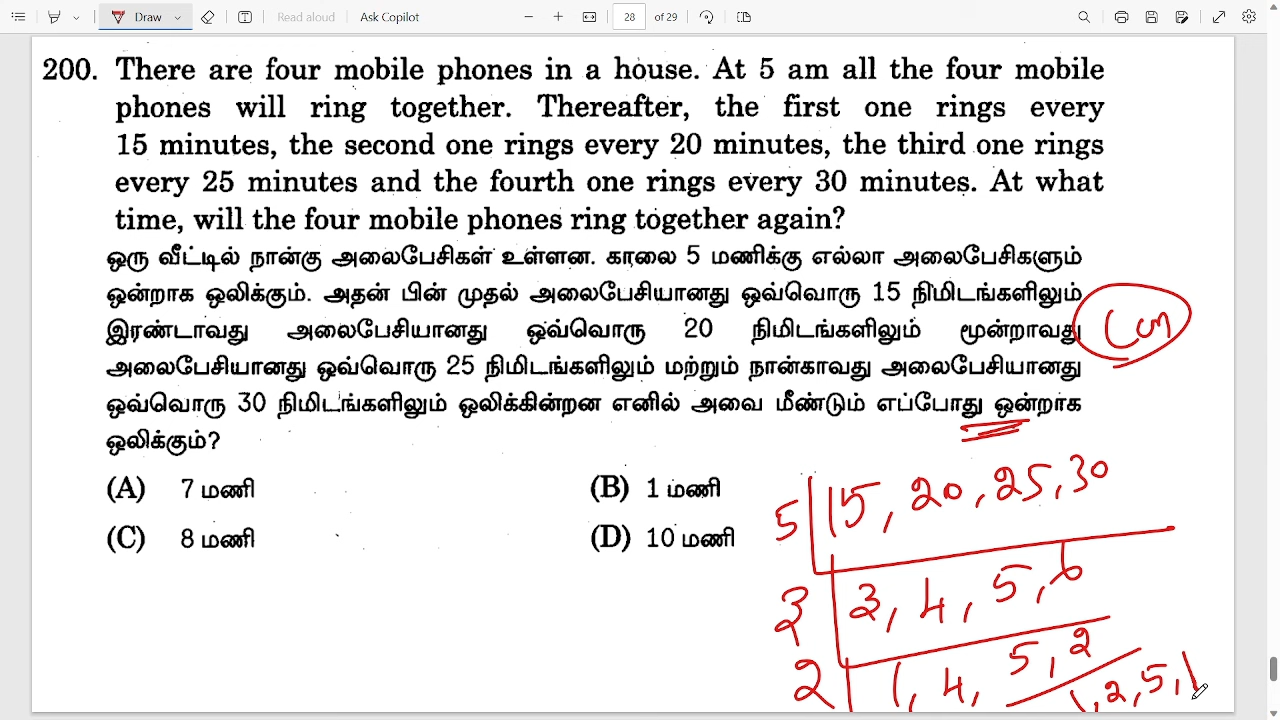 Draw
Read aloud
Ask Copilot
28
of 29
200. There are four mobile phones in a house. At 5 am all the four mobile
phones will ring together. Thereafter, the first one rings every
15 minutes, the second one rings every 20 minutes, the third one rings
every 25 minutes and the fourth one rings every 30 minutes. At what
time, will the four mobile phones ring together again?
ஒரு வீட்டில் நான்கு அலைபேசிகள் உள்ளன. காலை 5 மணிக்கு எல்லா அலைபேசிகளும்
ஒன்றாக ஒலிக்கும். அதன் பின் முதல் அலைபேசியானது ஒவ்வொரு 15 நிமிடங்களிலும்
இரண்டாவது அலைபேசியானது ஒவ்வொரு 20 நிமிடங்களிலும் மூன்றாவது
அலைபேசியானது ஒவ்வொரு 25 நிமிடங்களிலும் மற்றும் நான்காவது அலைபேசியானது
ஒவ்வொரு 30 நிமிடங்களிலும் ஒலிக்கின்றன எனில் அவை மீண்டும் எப்போது ஒன்றாக
ஒலிக்கும்?
(A) 7 மணி
(B) 1 மணி
(C) 8 மணி
(D) 10 மணி
Lcm
5 15, 20, 25, 30
3 3, 4, 5, 6
2 1, 4, 5, 2
1, 2, 5, 1